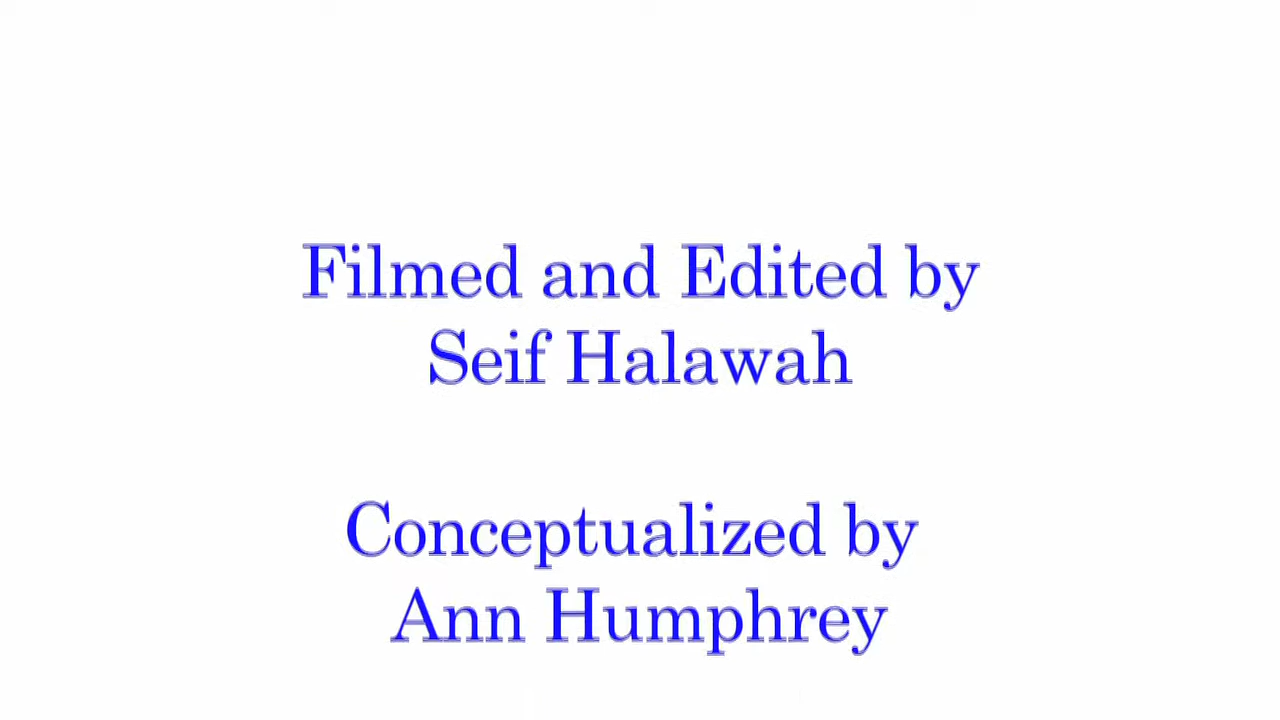 Filmed and Edited by
Seif Halawah
Conceptualized by
Ann Humphrey